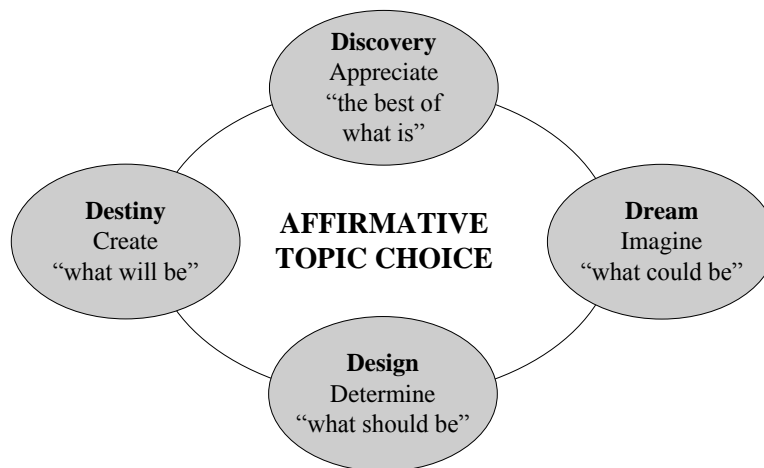 Discovery
Appreciate
“the best of
what is”
Destiny
Create
“what will be”
AFFIRMATIVE
TOPIC CHOICE
Dream
Imagine
“what could be”
Design
Determine
“what should be”